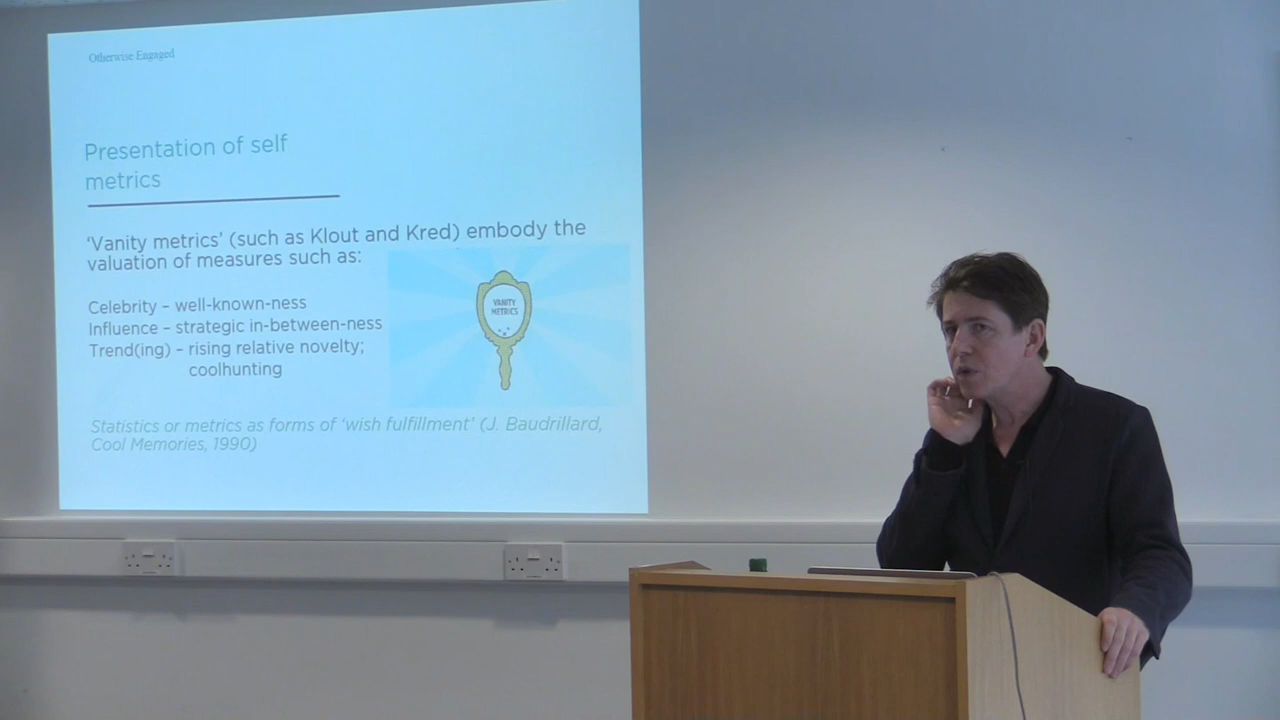 Otherwise Engaged
Presentation of self
metrics
‘Vanity metrics’ (such as Klout and Kred) embody the
valuation of measures such as:
Celebrity – well-known-ness
Influence – strategic in-between-ness
Trend(ing) – rising relative novelty;
coolhunting
VANITY
METRICS
Statistics or metrics as forms of ‘wish fulfillment’ (J. Baudrillard,
Cool Memories, 1990)